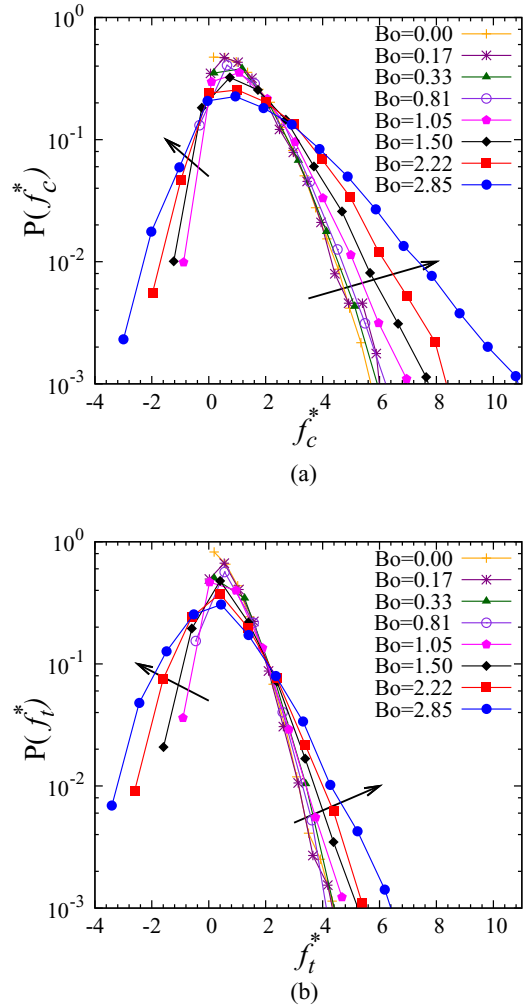 10^0
10^-1
10^-2
10^-3
P(f_c^*)
Bo=0.00
Bo=0.17
Bo=0.33
Bo=0.81
Bo=1.05
Bo=1.50
Bo=2.22
Bo=2.85
-4 -2 0 2 4 6 8 10
f_c^*
(a)
10^0
10^-1
10^-2
10^-3
P(f_t^*)
Bo=0.00
Bo=0.17
Bo=0.33
Bo=0.81
Bo=1.05
Bo=1.50
Bo=2.22
Bo=2.85
-4 -2 0 2 4 6 8 10
f_t^*
(b)